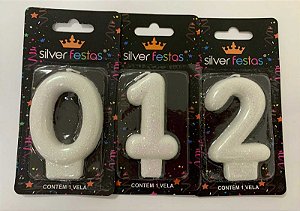 silver festas
silver festas
silver festas
0
1
2
CONTÉM 1 VELA
CONTÉM 1 VELA
CONTÉM 1 VELA